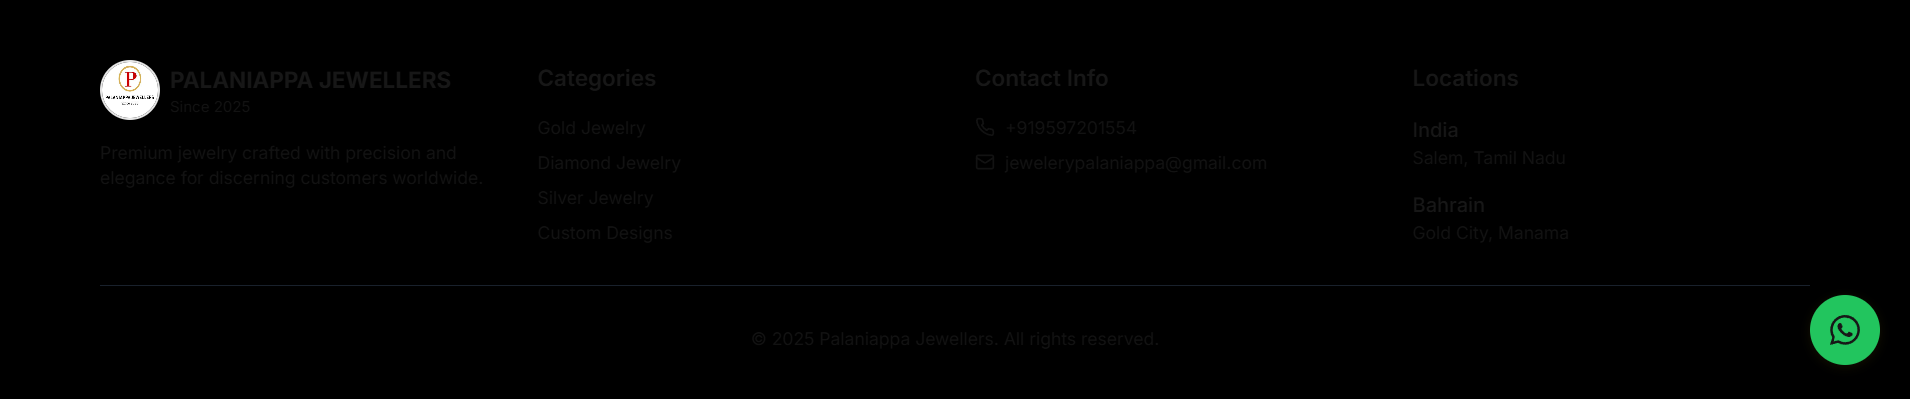 P
PALANIAPPA JEWELLERS
PALANIAPPA JEWELLERS
Since 2025
Premium jewelry crafted with precision and
elegance for discerning customers worldwide.
Categories
Gold Jewelry
Diamond Jewelry
Silver Jewelry
Custom Designs
Contact Info
+919597201554
jewelerypalaniappa@gmail.com
Locations
India
Salem, Tamil Nadu
Bahrain
Gold City, Manama
© 2025 Palaniappa Jewellers. All rights reserved.